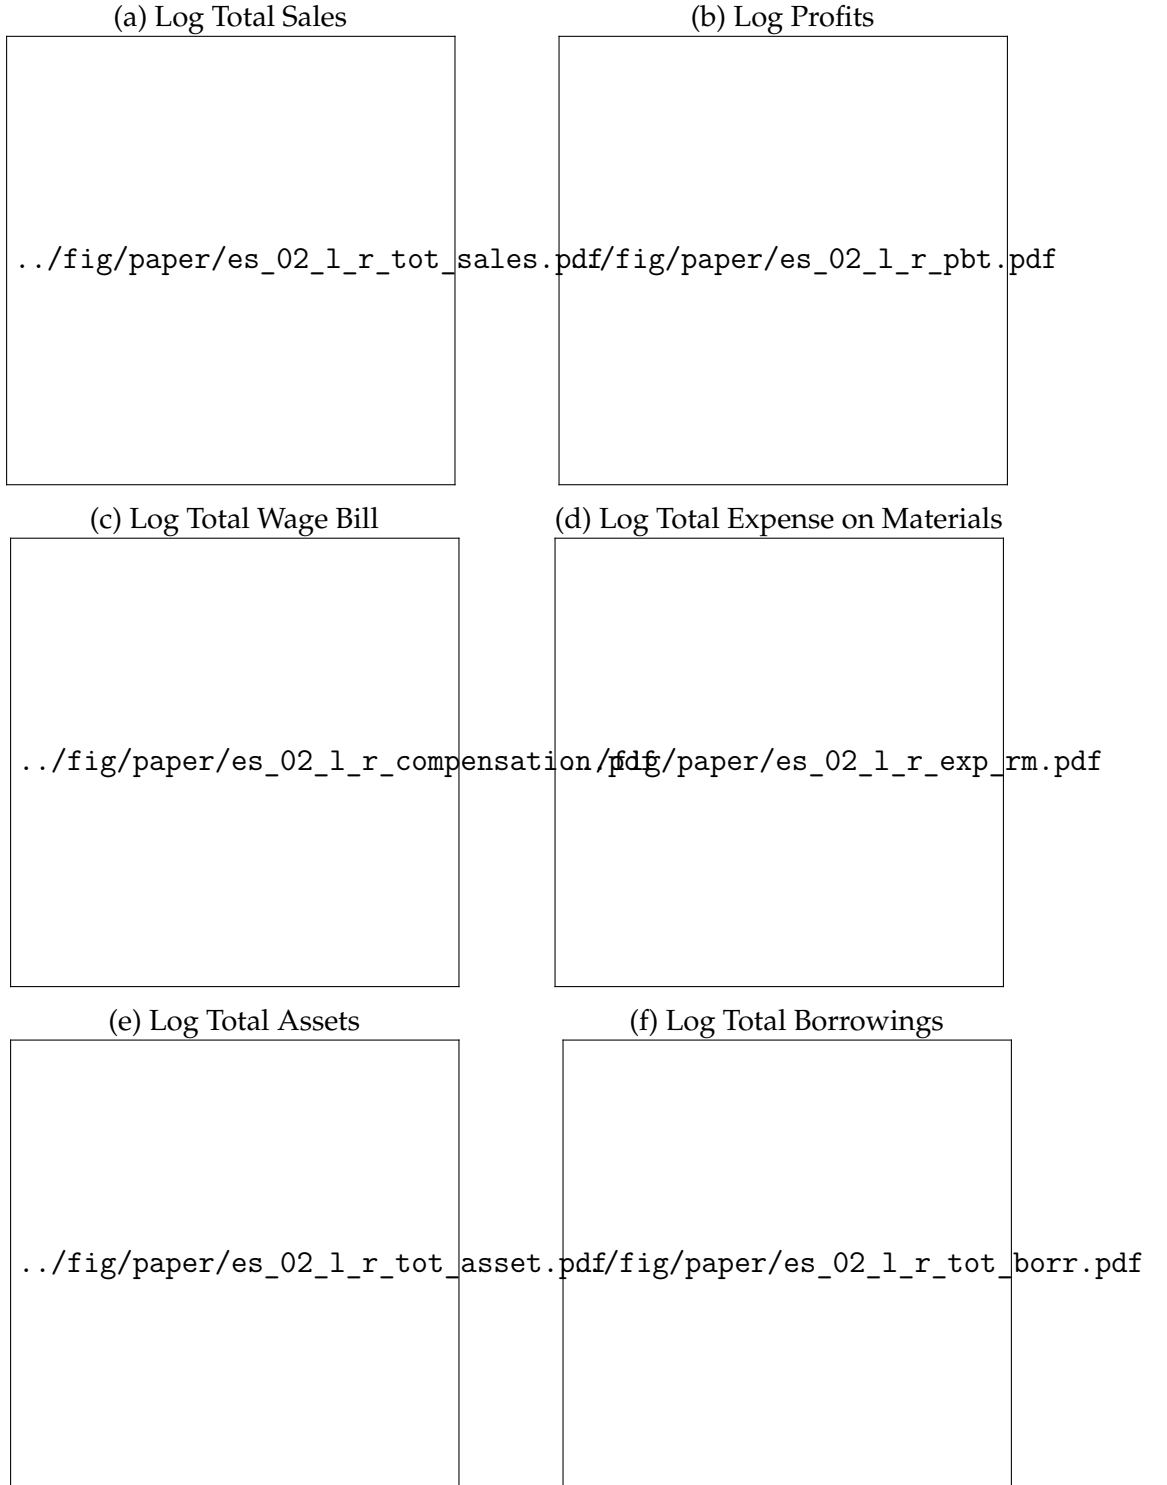 (a) Log Total Sales
(b) Log Profits
../fig/paper/es_02_l_r_tot_sales.pdf
../fig/paper/es_02_l_r_pbt.pdf
(c) Log Total Wage Bill
(d) Log Total Expense on Materials
../fig/paper/es_02_l_r_compensation.pdf
../fig/paper/es_02_l_r_exp_rm.pdf
(e) Log Total Assets
(f) Log Total Borrowings
../fig/paper/es_02_l_r_tot_asset.pdf
../fig/paper/es_02_l_r_tot_borr.pdf